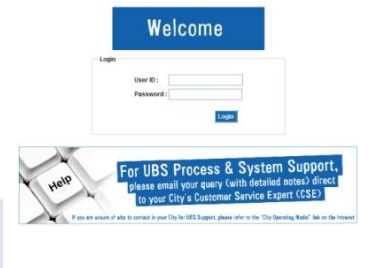 Welcome
Login
User ID :
Password :
Login
Help
For UBS Process & System Support,
please email your query (with detailed notes) direct
to your City's Customer Service Expert (CSE)
If you are unsure of who to contact in your City for UBS Support, please refer to the "City Operating Model" link on the Intranet